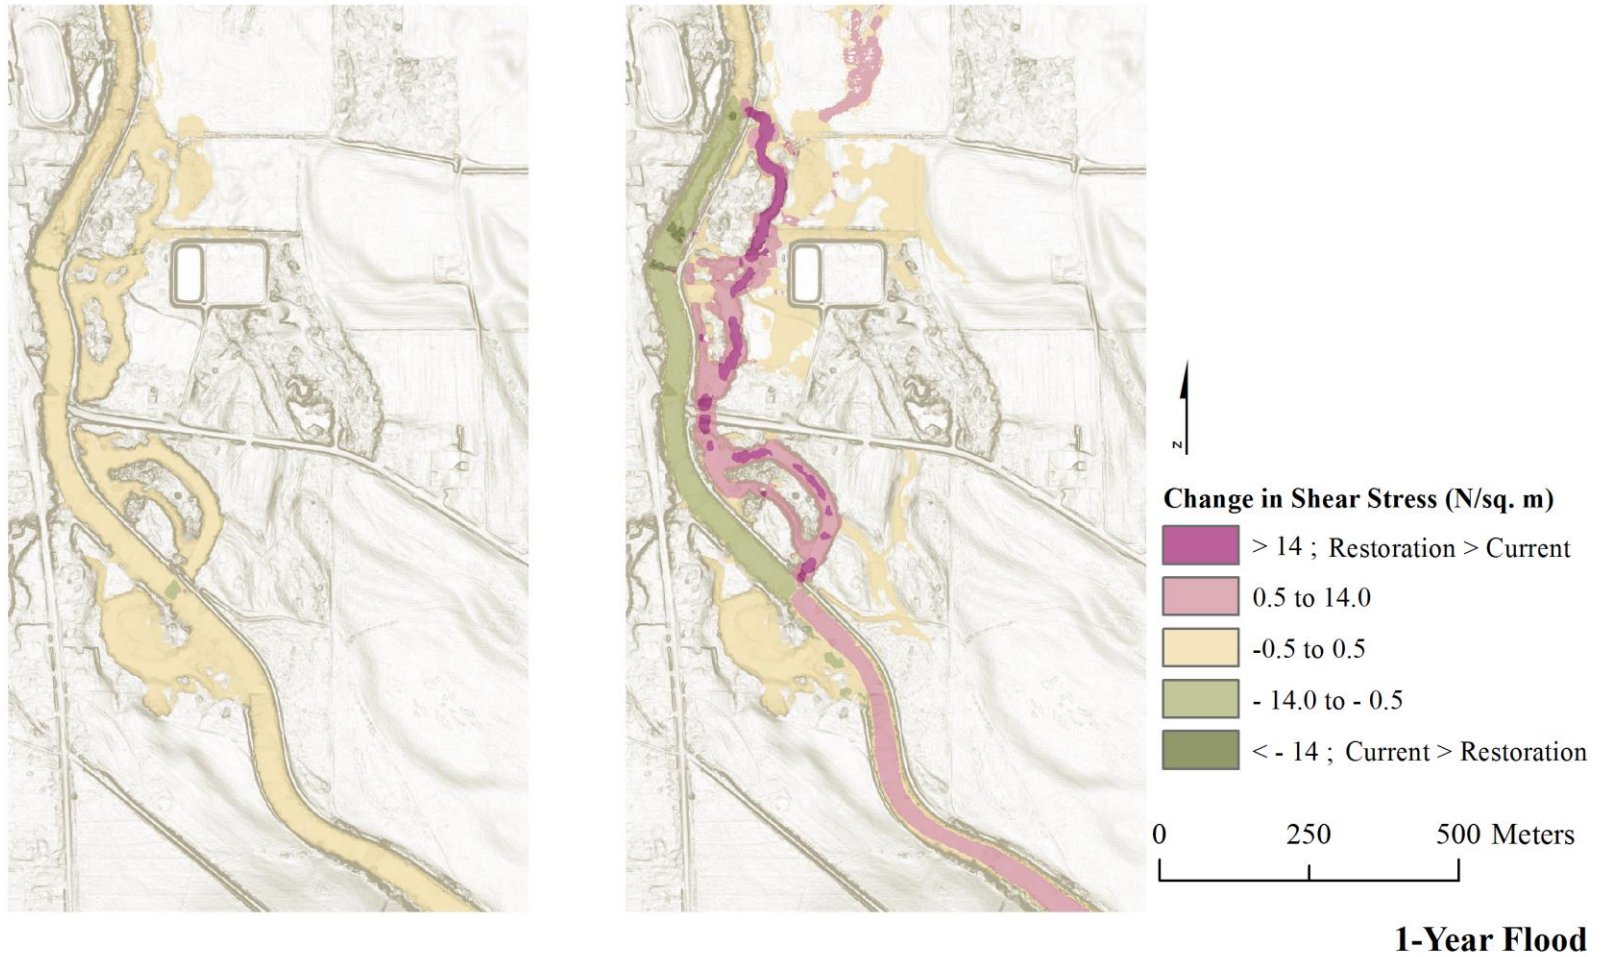 N
Change in Shear Stress (N/sq. m)
> 14 ; Restoration > Current
0.5 to 14.0
-0.5 to 0.5
- 14.0 to - 0.5
< - 14 ; Current > Restoration
0 250 500 Meters
1-Year Flood